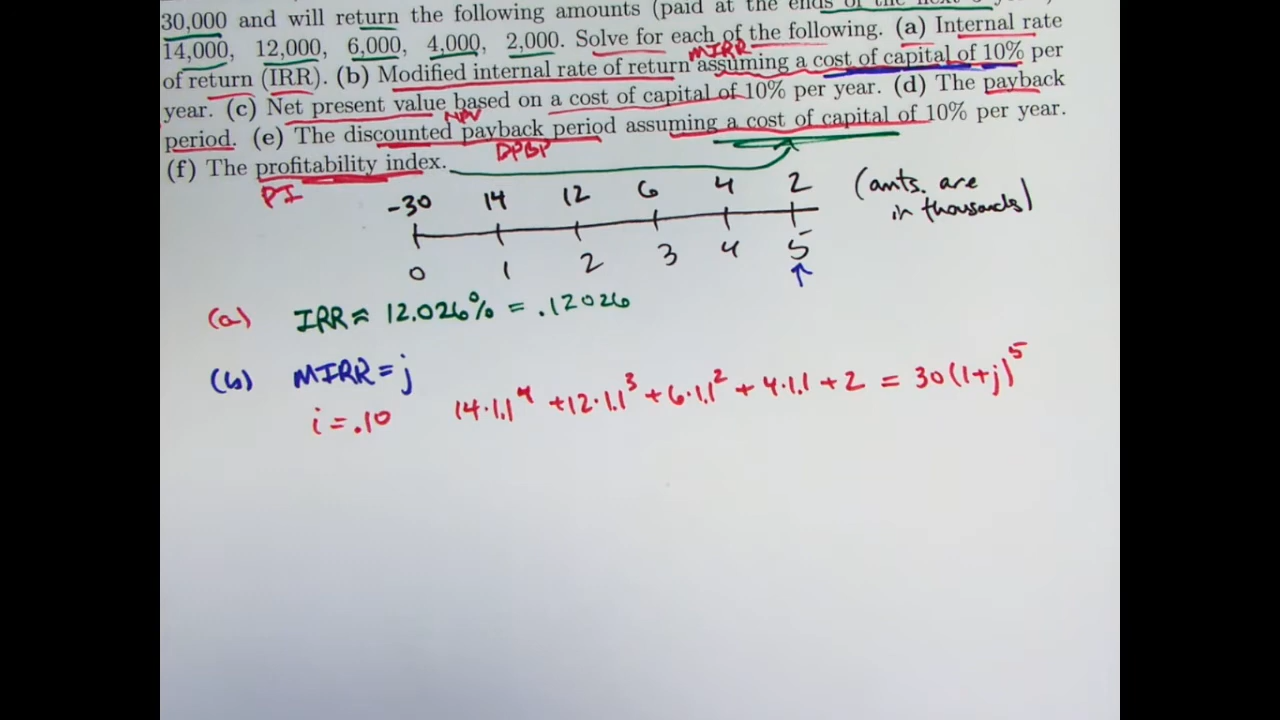 30,000 and will return the following amounts (paid at the ends of the next 5
14,000, 12,000, 6,000, 4,000, 2,000. Solve for each of the following. (a) Internal rate
MIRR
of return (IRR). (b) Modified internal rate of return assuming a cost of capital of 10% per
year. (c) Net present value based on a cost of capital of 10% per year. (d) The payback
NPV
period. (e) The discounted payback period assuming a cost of capital of 10% per year.
DPBP
(f) The profitability index.
PI
-30 14 12 6 4 2 (amts. are
in thousands)
0 1 2 3 4 5
(a) IRR ≈ 12.026% = .12026
(b) MIRR = j
i = .10 14·1.1^4 + 12·1.1^3 + 6·1.1^2 + 4·1.1 + 2 = 30(1+j)^5